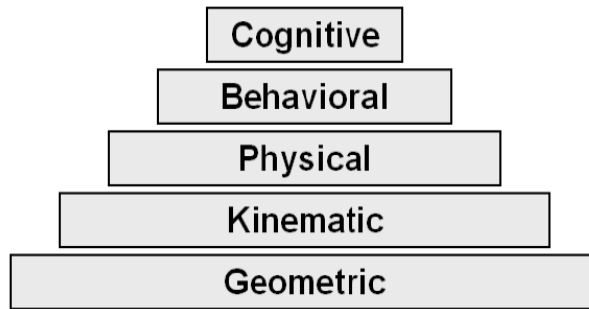 Cognitive
Behavioral
Physical
Kinematic
Geometric